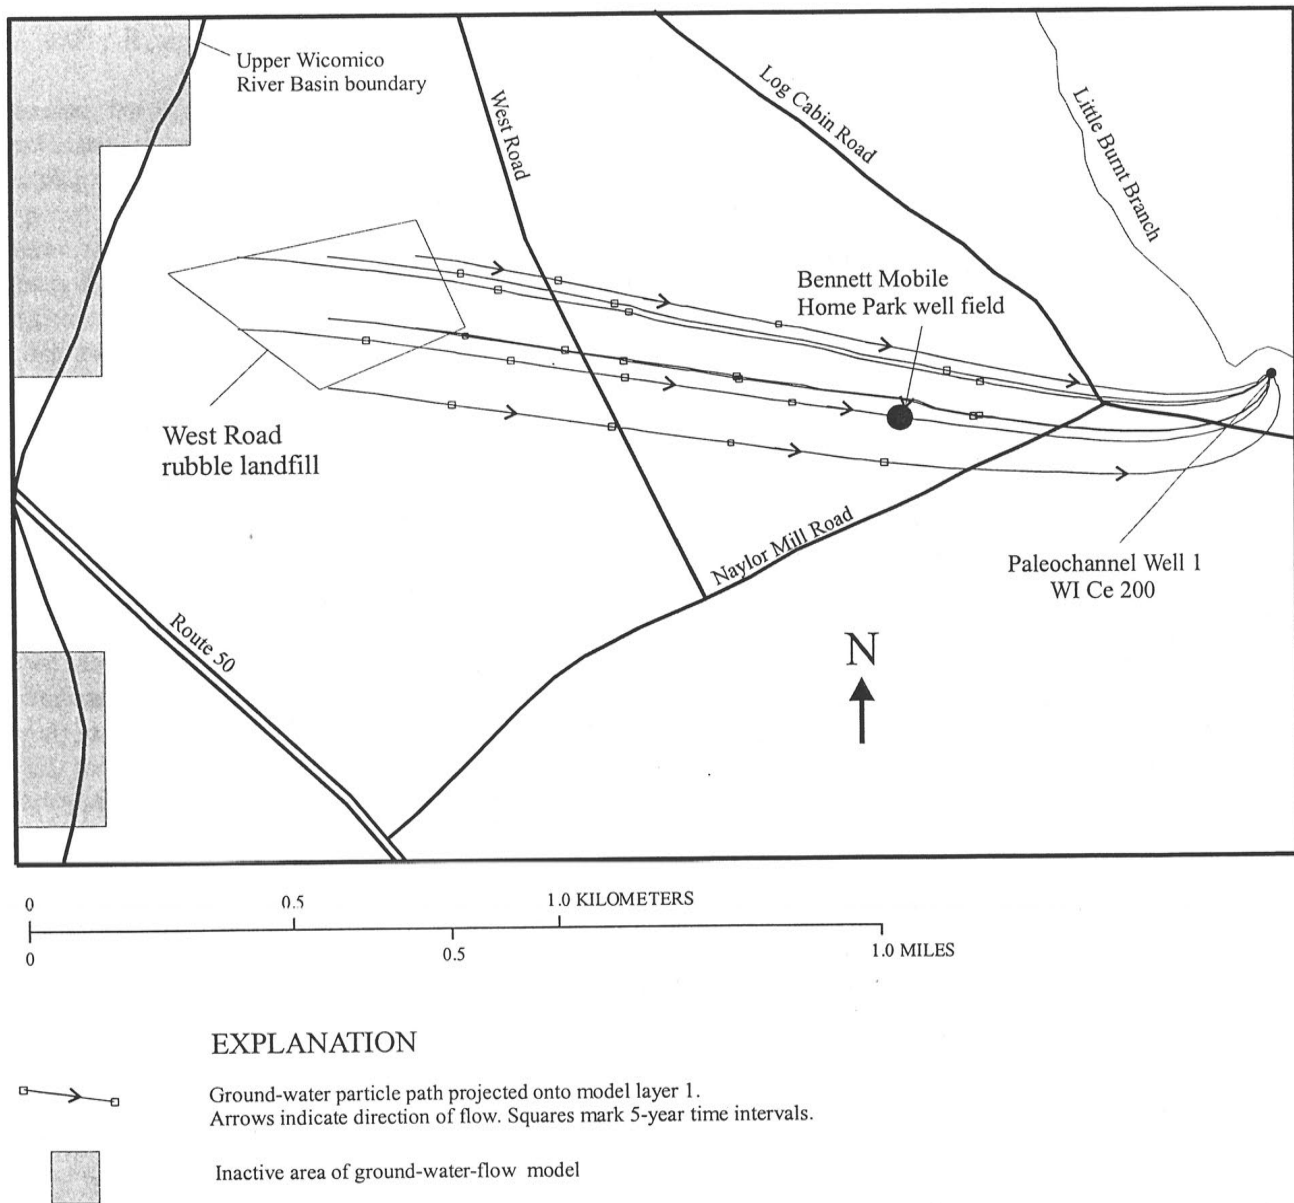 Upper Wicomico
River Basin boundary
West Road
Log Cabin Road
Little Burnt Branch
Bennett Mobile
Home Park well field
West Road
rubble landfill
Naylor Mill Road
Paleochannel Well 1
WI Ce 200
Route 50
N
0
0.5
1.0 KILOMETERS
0
0.5
1.0 MILES
EXPLANATION
Ground-water particle path projected onto model layer 1.
Arrows indicate direction of flow. Squares mark 5-year time intervals.
Inactive area of ground-water-flow model